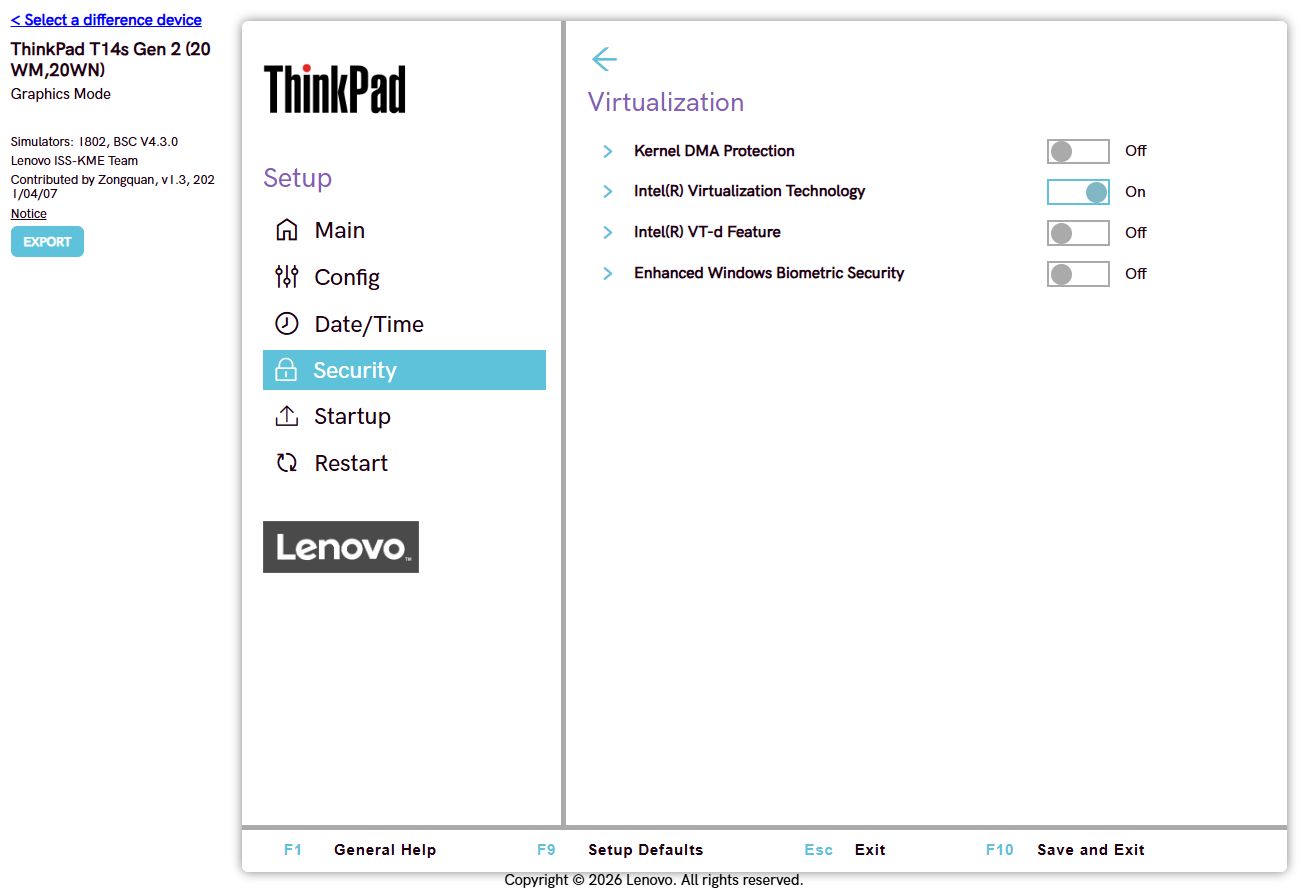 < Select a difference device
ThinkPad T14s Gen 2 (20
WM,20WN)
Graphics Mode
Simulators: 1802, BSC V4.3.0
Lenovo ISS-KME Team
Contributed by Zongquan, v1.3, 202
1/04/07
Notice
EXPORT
ThinkPad
Setup
Main
Config
Date/Time
Security
Startup
Restart
Lenovo™
Virtualization
Kernel DMA Protection Off
Intel(R) Virtualization Technology On
Intel(R) VT-d Feature Off
Enhanced Windows Biometric Security Off
F1 General Help F9 Setup Defaults Esc Exit F10 Save and Exit
Copyright © 2026 Lenovo. All rights reserved.